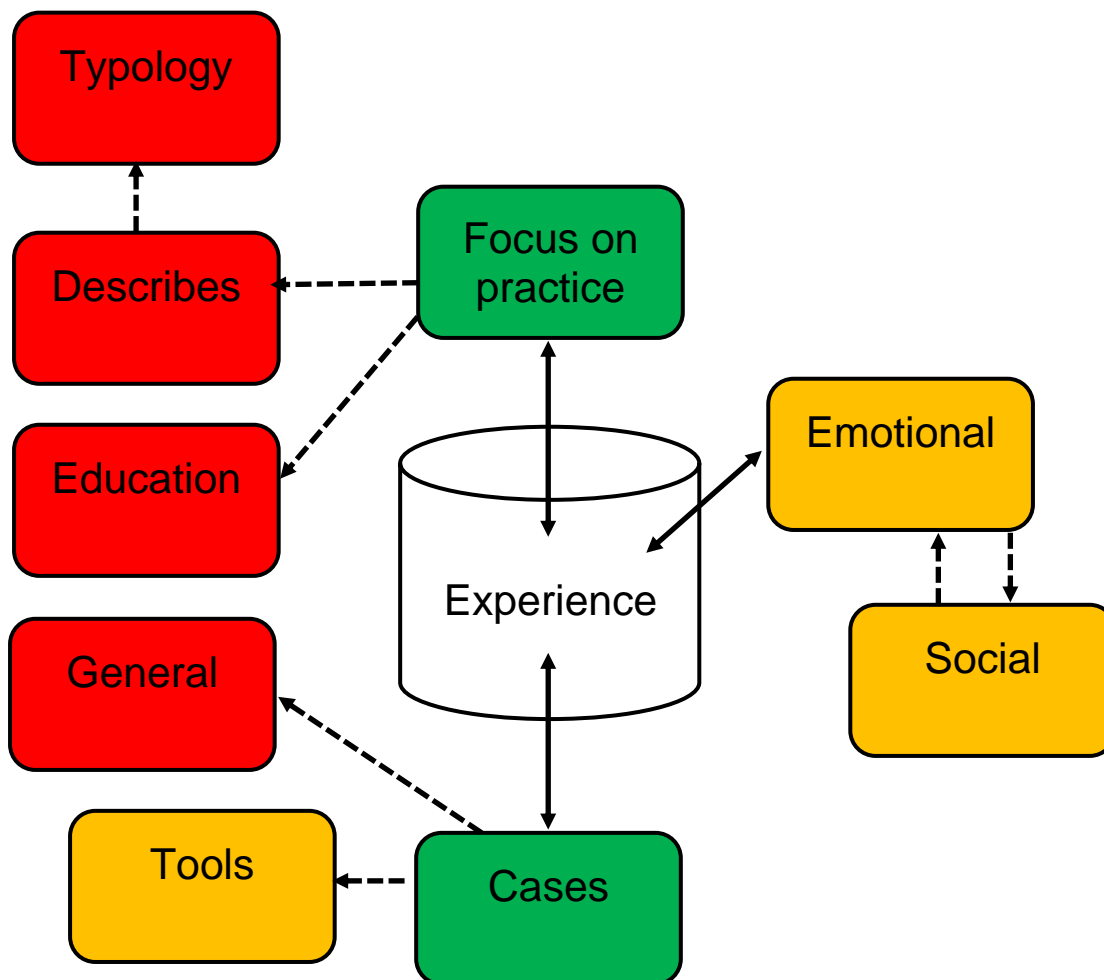 Typology
Focus on
practice
Describes
Emotional
Education
Experience
Social
General
Tools
Cases